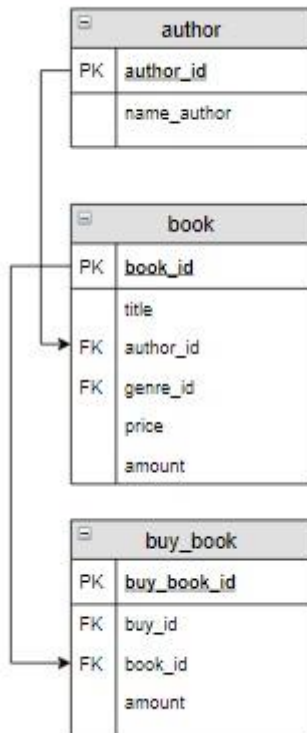 author
PK author_id
name_author
book
PK book_id
title
FK author_id
FK genre_id
price
amount
buy_book
PK buy_book_id
FK buy_id
FK book_id
amount